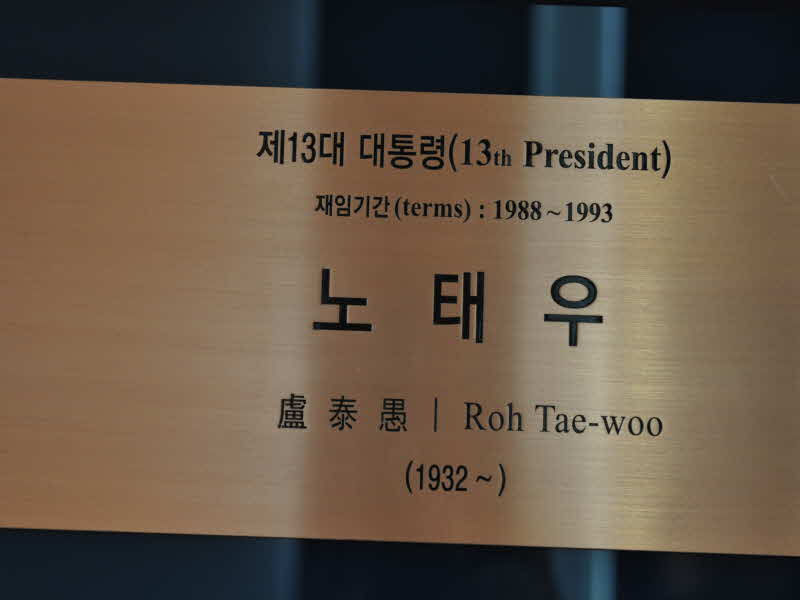 제13대 대통령(13th President)
재임기간(terms) : 1988~1993
노 태 우
盧 泰 愚 | Roh Tae-woo
(1932 ~ )